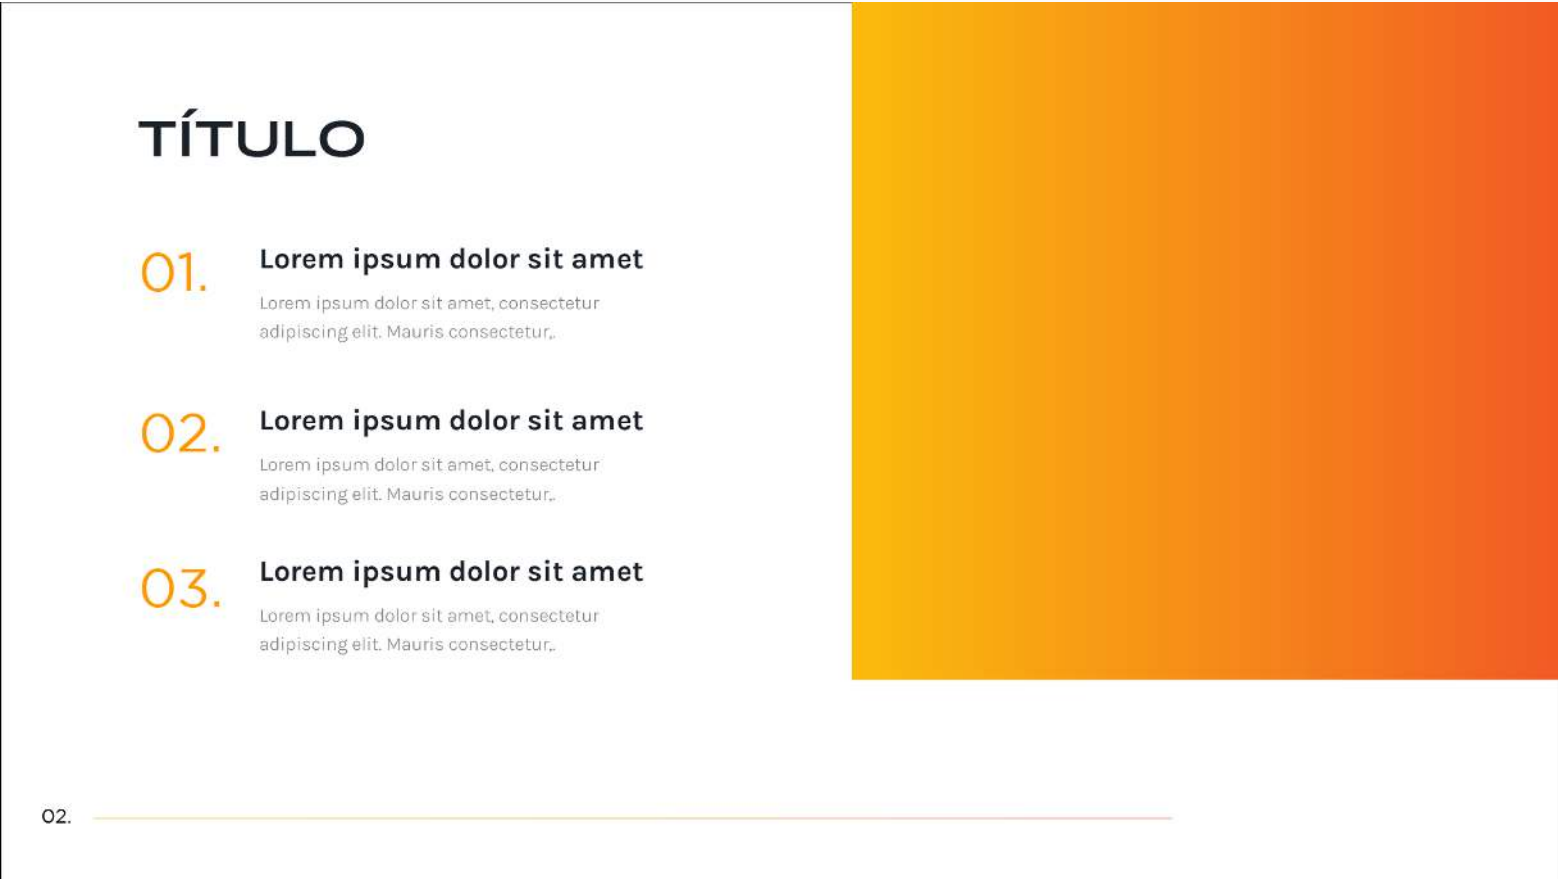 TÍTULO
01.
Lorem ipsum dolor sit amet
Lorem ipsum dolor sit amet, consectetur
adipiscing elit. Mauris consectetur,.
02.
Lorem ipsum dolor sit amet
Lorem ipsum dolor sit amet, consectetur
adipiscing elit. Mauris consectetur,.
03.
Lorem ipsum dolor sit amet
Lorem ipsum dolor sit amet, consectetur
adipiscing elit. Mauris consectetur,.
02.